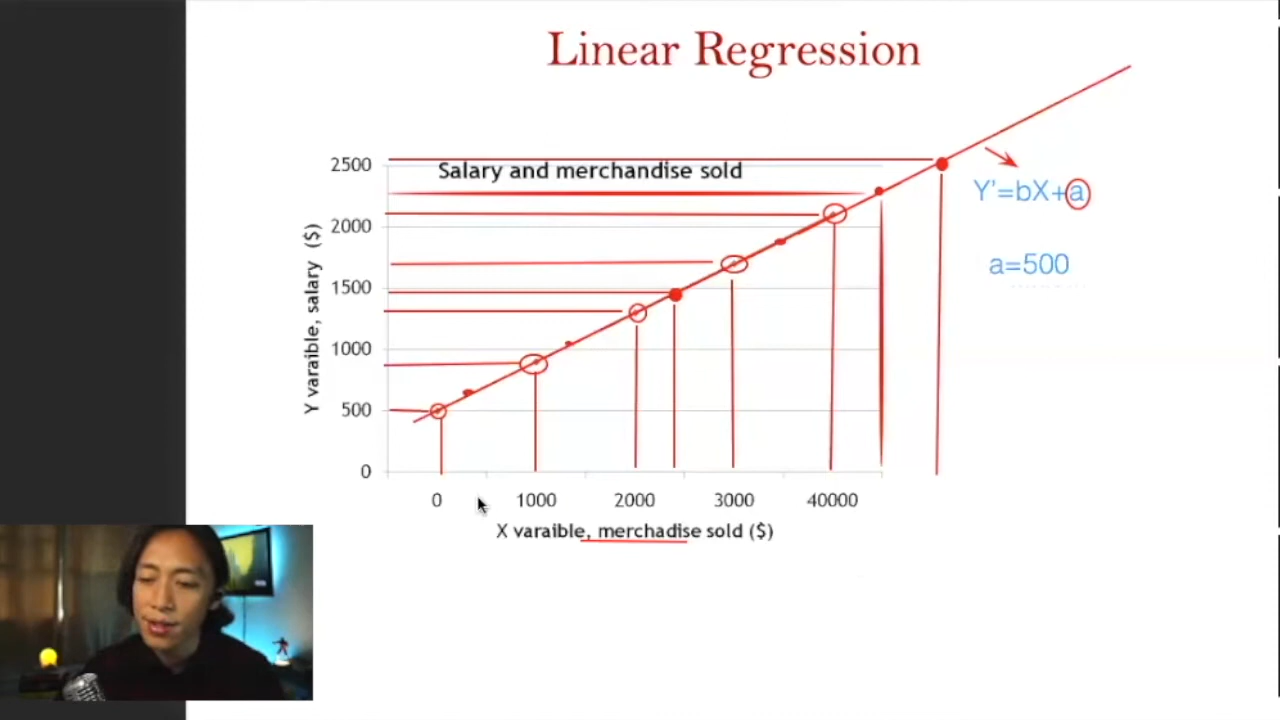 Linear Regression
Salary and merchandise sold
Y varaible, salary ($)
2500
2000
1500
1000
500
0
0 1000 2000 3000 40000
X varaible, merchadise sold ($)
Y'=bX+a
a=500